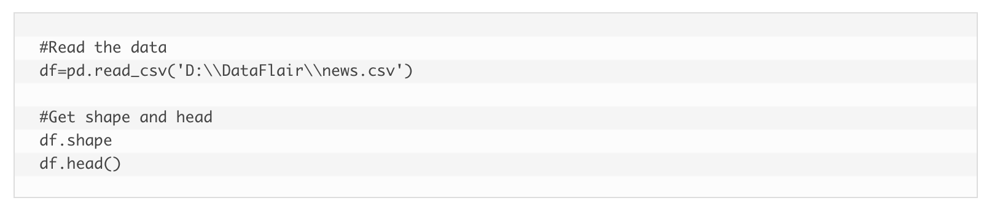 #Read the data
df=pd.read_csv('D:\\DataFlair\\news.csv')
#Get shape and head
df.shape
df.head()